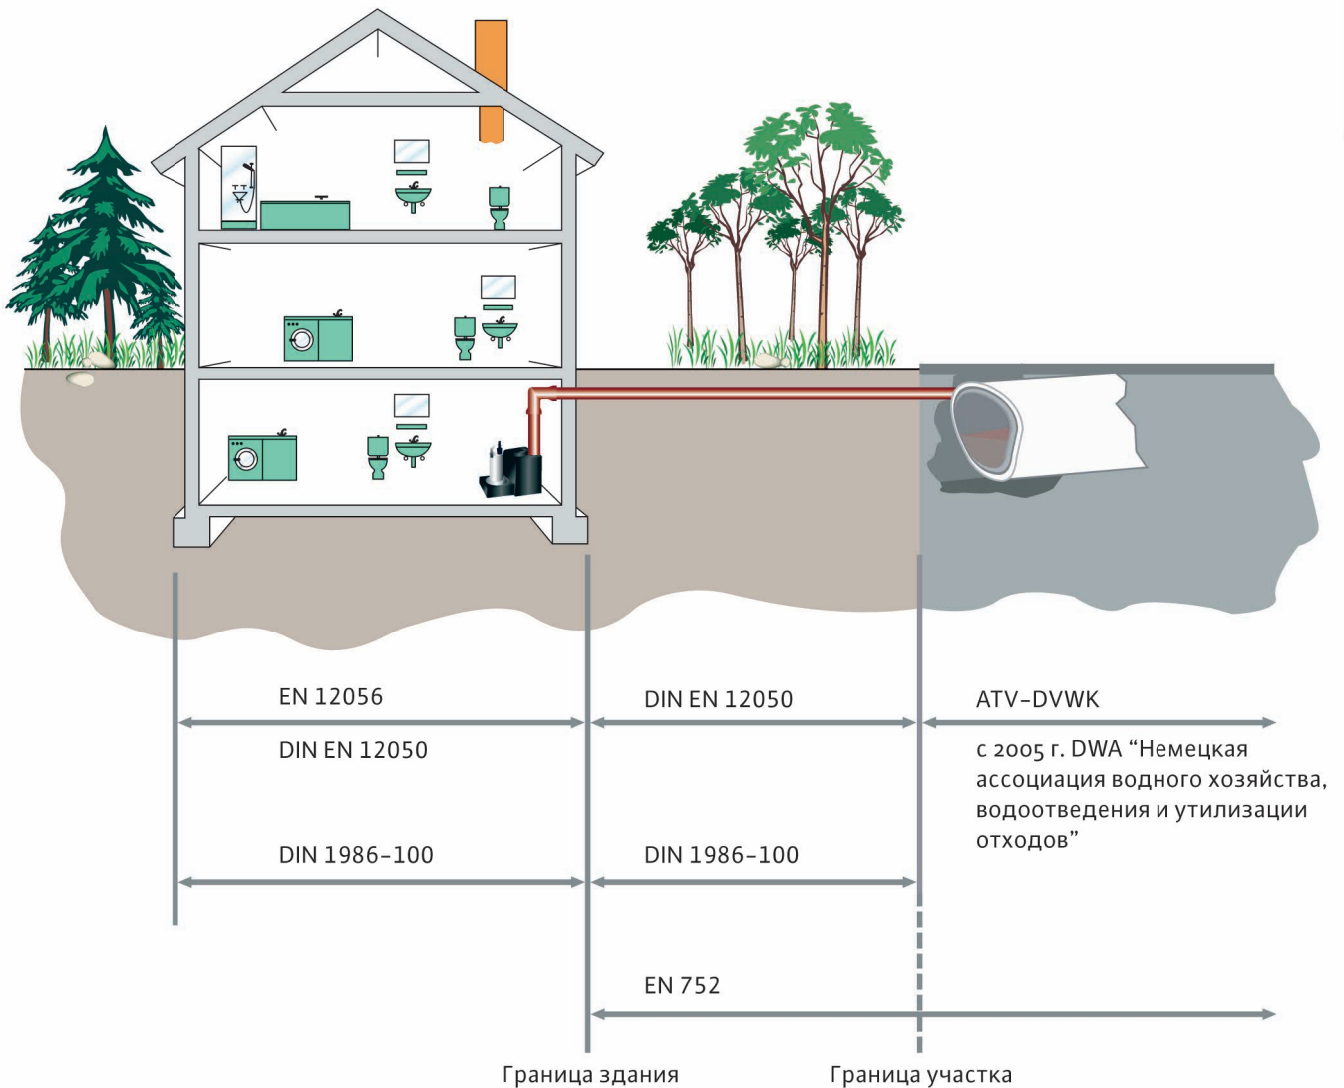 EN 12056
DIN EN 12050
ATV-DVWK
DIN EN 12050
с 2005 г. DWA “Немецкая
ассоциация водного хозяйства,
водоотведения и утилизации
отходов”
DIN 1986-100
DIN 1986-100
EN 752
Граница здания
Граница участка